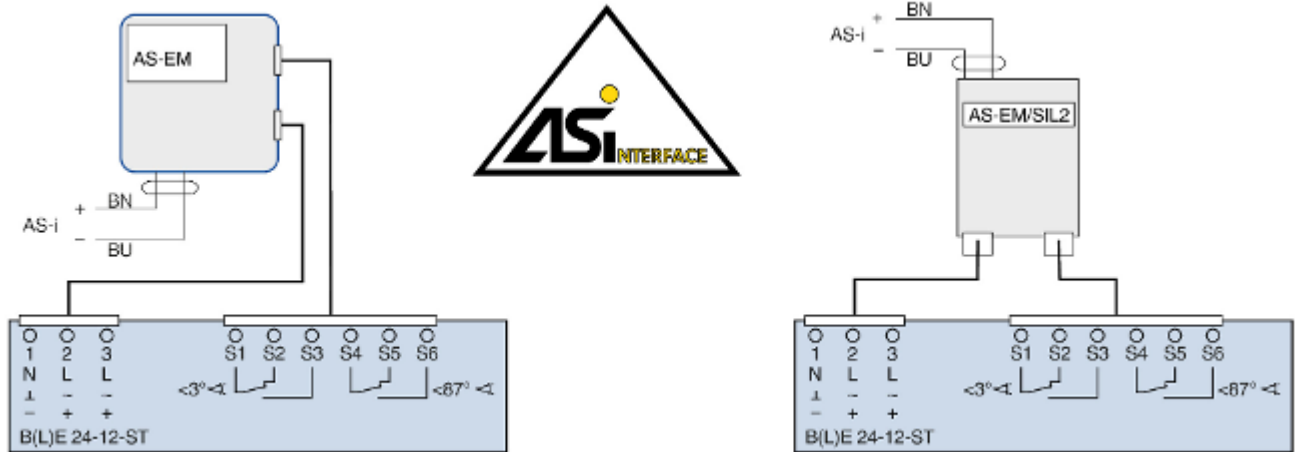 AS-EM
AS-i
+ BN
− BU
1 2 3 S1 S2 S3 S4 S5 S6
N L L
⊥ ~ ~
− + +
<3°∢ <87° ∢
B(L)E 24-12-ST
ASiNTERFACE
AS-i
+ BN
− BU
AS-EM/SIL2
1 2 3 S1 S2 S3 S4 S5 S6
N L L
⊥ ~ ~
− + +
<3°∢ <87° ∢
B(L)E 24-12-ST